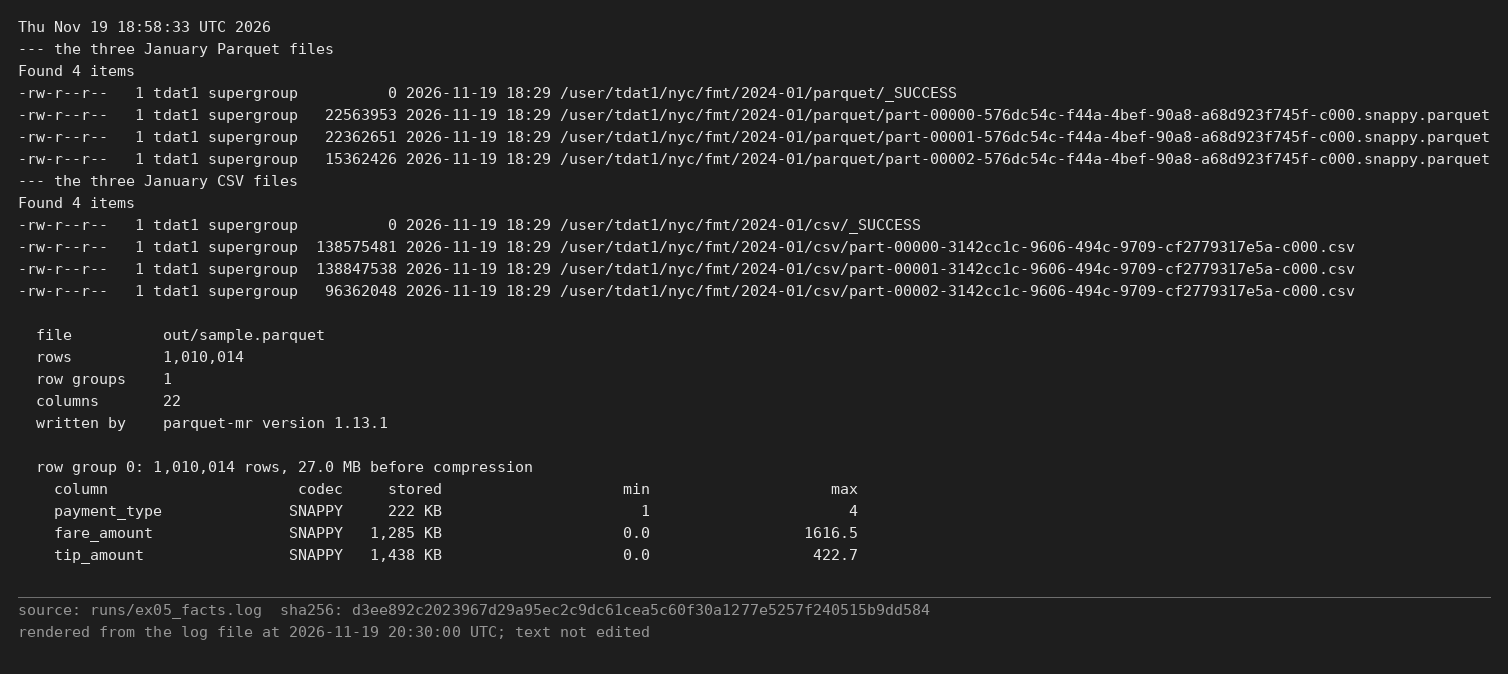 Thu Nov 19 18:58:33 UTC 2026
--- the three January Parquet files
Found 4 items
-rw-r--r--   1 tdat1 supergroup          0 2026-11-19 18:29 /user/tdat1/nyc/fmt/2024-01/parquet/_SUCCESS
-rw-r--r--   1 tdat1 supergroup   22563953 2026-11-19 18:29 /user/tdat1/nyc/fmt/2024-01/parquet/part-00000-576dc54c-f44a-4bef-90a8-a68d923f745f-c000.snappy.parquet
-rw-r--r--   1 tdat1 supergroup   22362651 2026-11-19 18:29 /user/tdat1/nyc/fmt/2024-01/parquet/part-00001-576dc54c-f44a-4bef-90a8-a68d923f745f-c000.snappy.parquet
-rw-r--r--   1 tdat1 supergroup   15362426 2026-11-19 18:29 /user/tdat1/nyc/fmt/2024-01/parquet/part-00002-576dc54c-f44a-4bef-90a8-a68d923f745f-c000.snappy.parquet
--- the three January CSV files
Found 4 items
-rw-r--r--   1 tdat1 supergroup          0 2026-11-19 18:29 /user/tdat1/nyc/fmt/2024-01/csv/_SUCCESS
-rw-r--r--   1 tdat1 supergroup  138575481 2026-11-19 18:29 /user/tdat1/nyc/fmt/2024-01/csv/part-00000-3142cc1c-9606-494c-9709-cf2779317e5a-c000.csv
-rw-r--r--   1 tdat1 supergroup  138847538 2026-11-19 18:29 /user/tdat1/nyc/fmt/2024-01/csv/part-00001-3142cc1c-9606-494c-9709-cf2779317e5a-c000.csv
-rw-r--r--   1 tdat1 supergroup   96362048 2026-11-19 18:29 /user/tdat1/nyc/fmt/2024-01/csv/part-00002-3142cc1c-9606-494c-9709-cf2779317e5a-c000.csv

  file          out/sample.parquet
  rows          1,010,014
  row groups    1
  columns       22
  written by    parquet-mr version 1.13.1

  row group 0: 1,010,014 rows, 27.0 MB before compression
    column                     codec     stored                    min                    max
    payment_type              SNAPPY     222 KB                      1                      4
    fare_amount               SNAPPY   1,285 KB                    0.0                 1616.5
    tip_amount                SNAPPY   1,438 KB                    0.0                  422.7

source: runs/ex05_facts.log  sha256: d3ee892c2023967d29a95ec2c9dc61cea5c60f30a1277e5257f240515b9dd584
rendered from the log file at 2026-11-19 20:30:00 UTC; text not edited